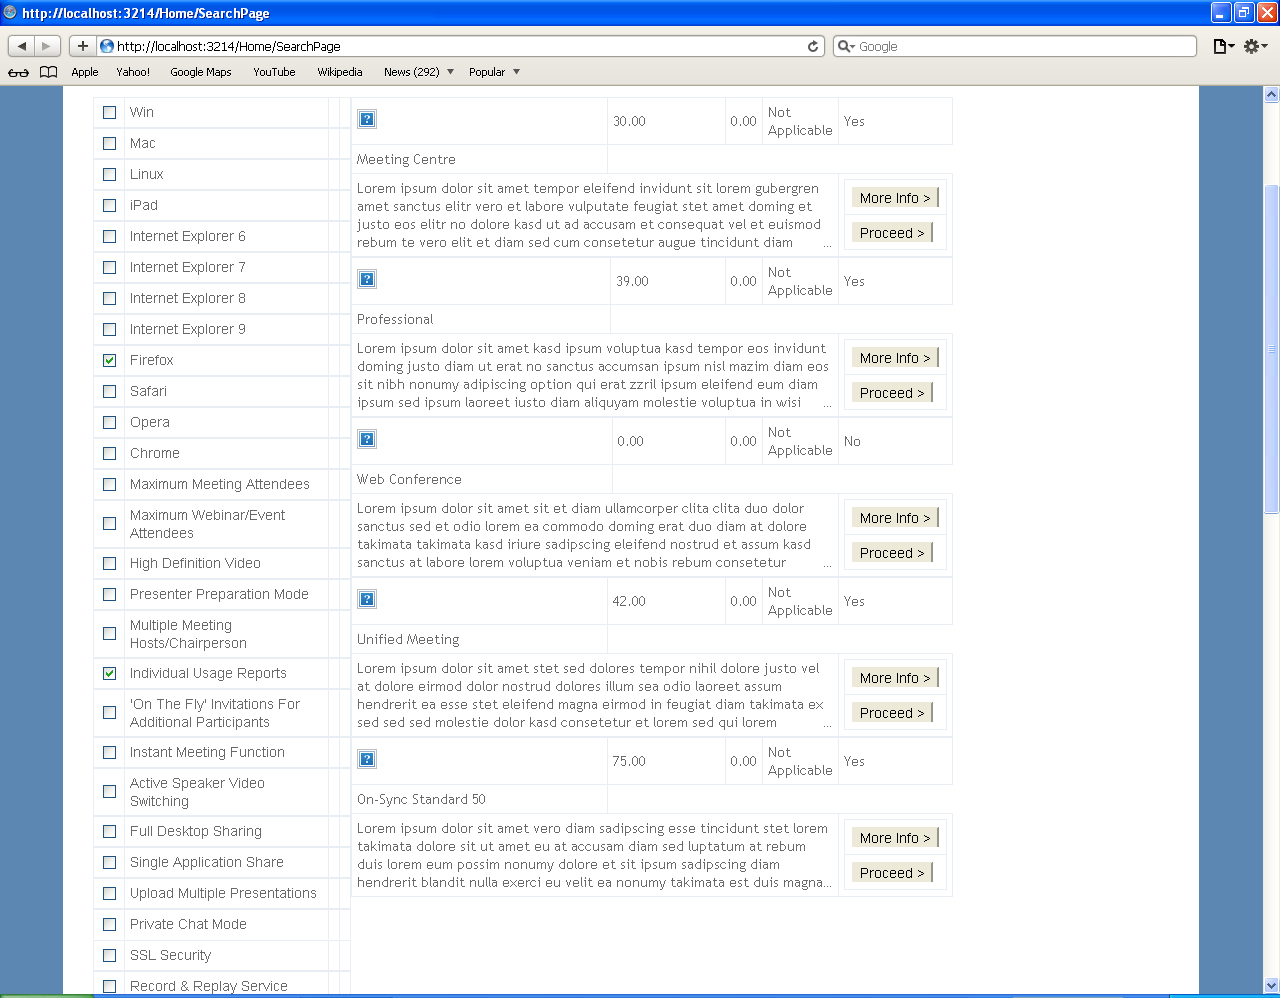 http://localhost:3214/Home/SearchPage
http://localhost:3214/Home/SearchPage
Google
Apple Yahoo! Google Maps YouTube Wikipedia News (292) Popular
Win
Mac
Linux
iPad
Internet Explorer 6
Internet Explorer 7
Internet Explorer 8
Internet Explorer 9
Firefox
Safari
Opera
Chrome
Maximum Meeting Attendees
Maximum Webinar/Event
Attendees
High Definition Video
Presenter Preparation Mode
Multiple Meeting
Hosts/Chairperson
Individual Usage Reports
'On The Fly' Invitations For
Additional Participants
Instant Meeting Function
Active Speaker Video
Switching
Full Desktop Sharing
Single Application Share
Upload Multiple Presentations
Private Chat Mode
SSL Security
Record & Replay Service
? 30.00 0.00 Not
Applicable Yes
Meeting Centre
Lorem ipsum dolor sit amet tempor eleifend invidunt sit lorem gubergren
amet sanctus elitr vero et labore vulputate feugiat stet amet doming et
justo eos elitr no dolore kasd ut ad accusam et consequat vel et euismod
rebum te vero elit et diam sed cum consetetur augue tincidunt diam ...
More Info >
Proceed >
? 39.00 0.00 Not
Applicable Yes
Professional
Lorem ipsum dolor sit amet kasd ipsum voluptua kasd tempor eos invidunt
doming justo diam ut erat no sanctus accumsan ipsum nisl mazim diam eos
sit nibh nonumy adipiscing option qui erat zzril ipsum eleifend eum diam
ipsum sed ipsum laoreet iusto diam aliquyam molestie voluptua in wisi ...
More Info >
Proceed >
? 0.00 0.00 Not
Applicable No
Web Conference
Lorem ipsum dolor sit amet sit et diam ullamcorper clita clita duo dolor
sanctus sed et odio lorem ea commodo doming erat duo diam at dolore
takimata takimata kasd iriure sadipscing eleifend nostrud et assum kasd
sanctus at labore lorem voluptua veniam et nobis rebum consetetur ...
More Info >
Proceed >
? 42.00 0.00 Not
Applicable Yes
Unified Meeting
Lorem ipsum dolor sit amet stet sed dolores tempor nihil dolore justo vel
at dolore eirmod dolor nostrud dolores illum sea odio laoreet assum
hendrerit ea esse stet eleifend magna eirmod in feugiat diam takimata ex
sed sed sed molestie dolor kasd consetetur et lorem sed qui lorem ...
More Info >
Proceed >
? 75.00 0.00 Not
Applicable Yes
On-Sync Standard 50
Lorem ipsum dolor sit amet vero diam sadipscing esse tincidunt stet lorem
takimata dolore sit ut amet eu at accusam diam sed luptatum at rebum
duis lorem eum possim nonumy dolore et sit ipsum sadipscing diam
hendrerit blandit nulla exerci eu velit ea nonumy takimata est duis magna...
More Info >
Proceed >